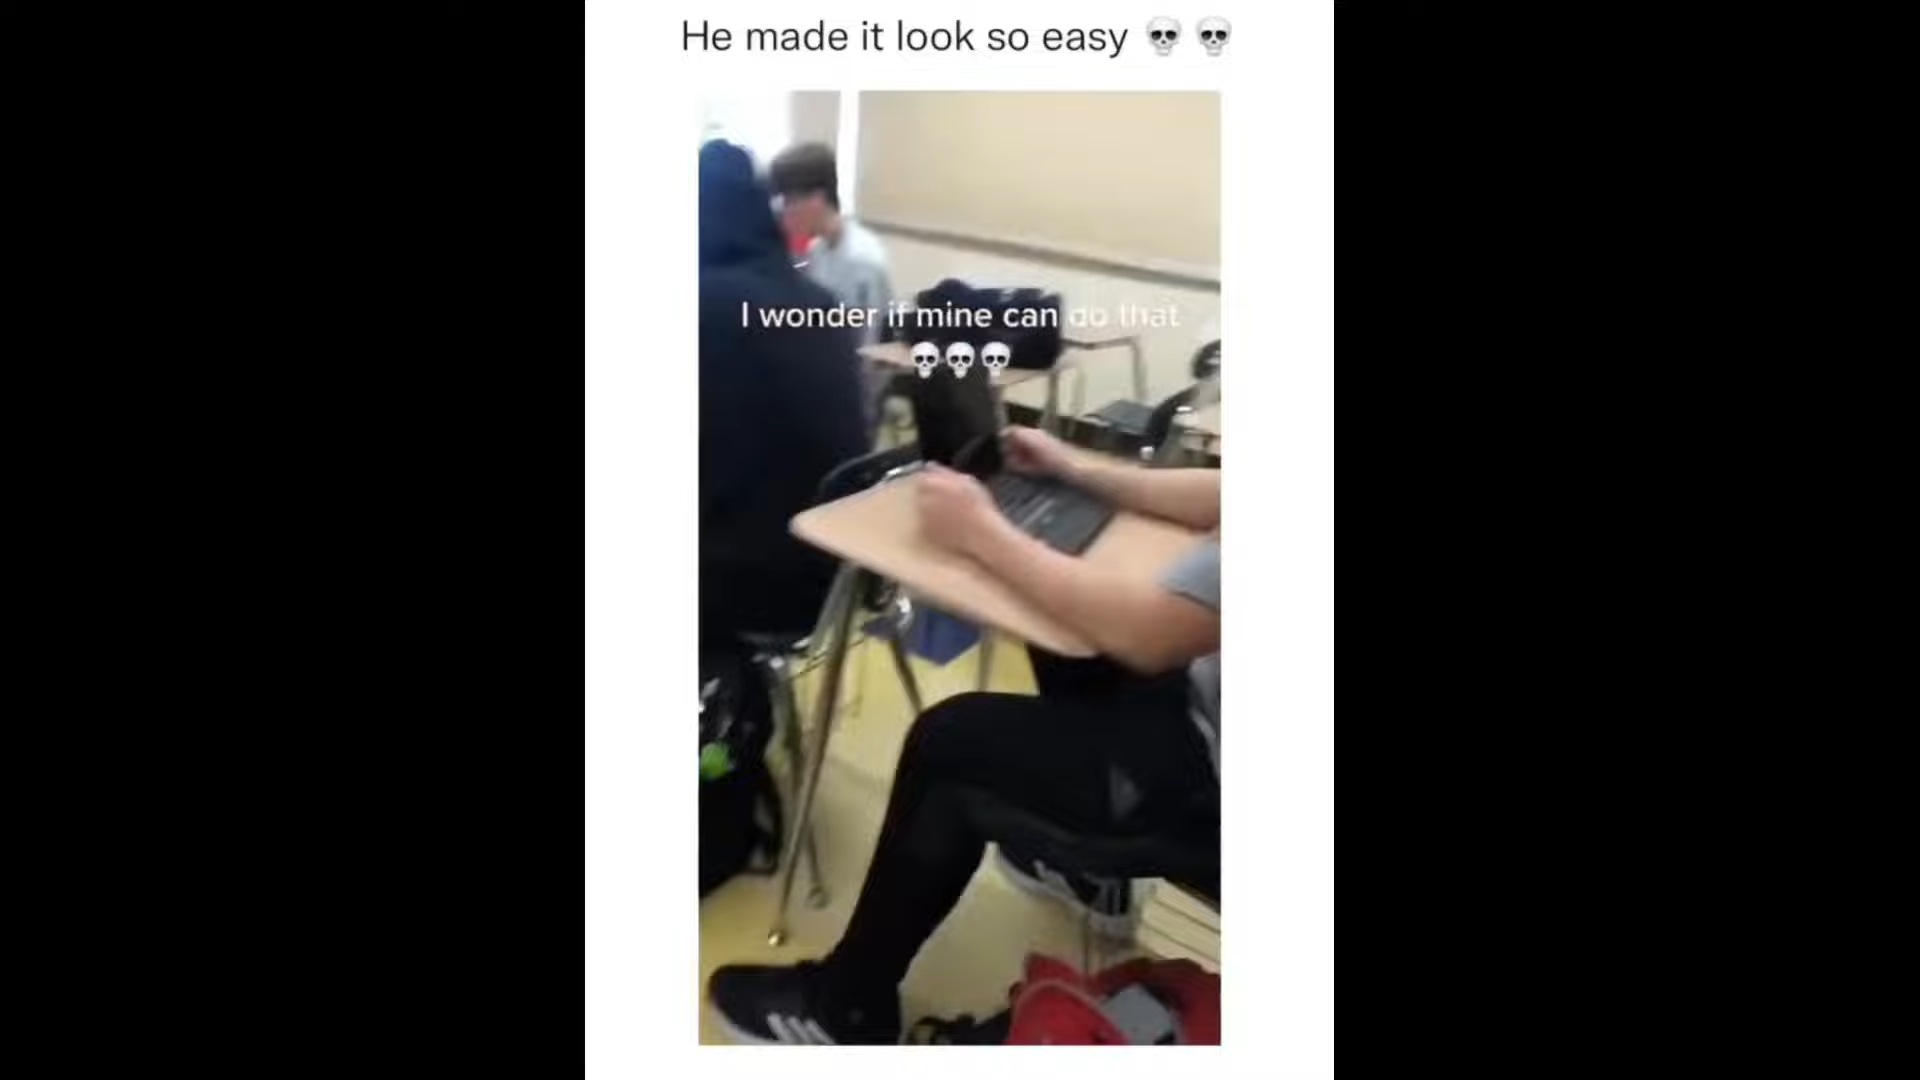 He made it look so easy 💀 💀
I wonder if mine can do that
💀💀💀